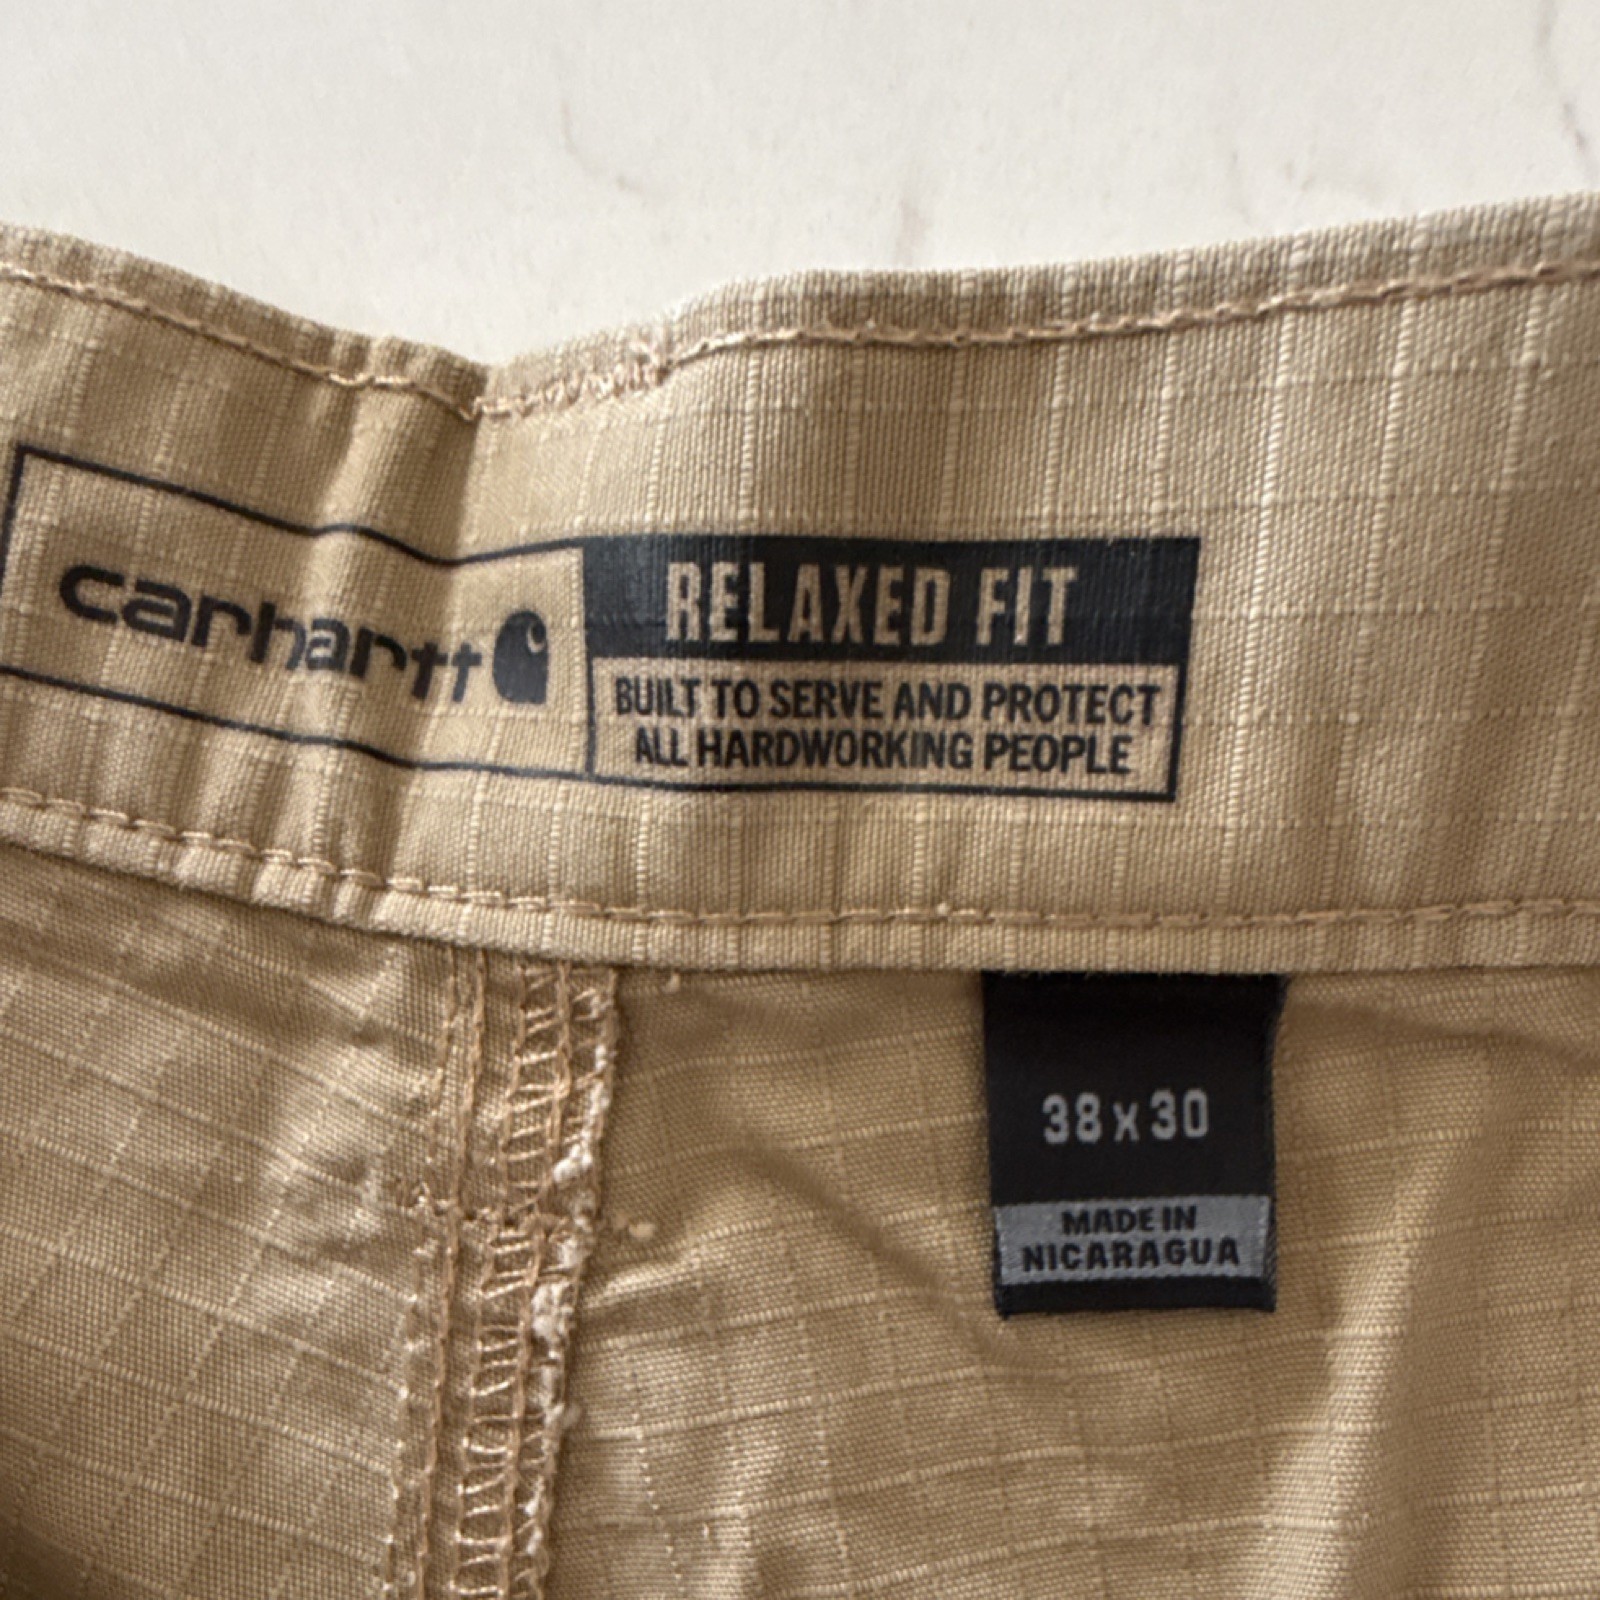 carhartt
RELAXED FIT
BUILT TO SERVE AND PROTECT
ALL HARDWORKING PEOPLE
38 x 30
MADE IN
NICARAGUA